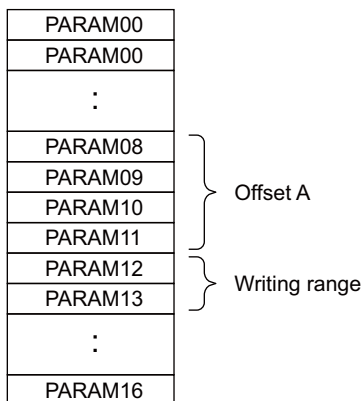 PARAM00
PARAM00
:
PARAM08
PARAM09
PARAM10
PARAM11
Offset A
PARAM12
PARAM13
Writing range
:
PARAM16